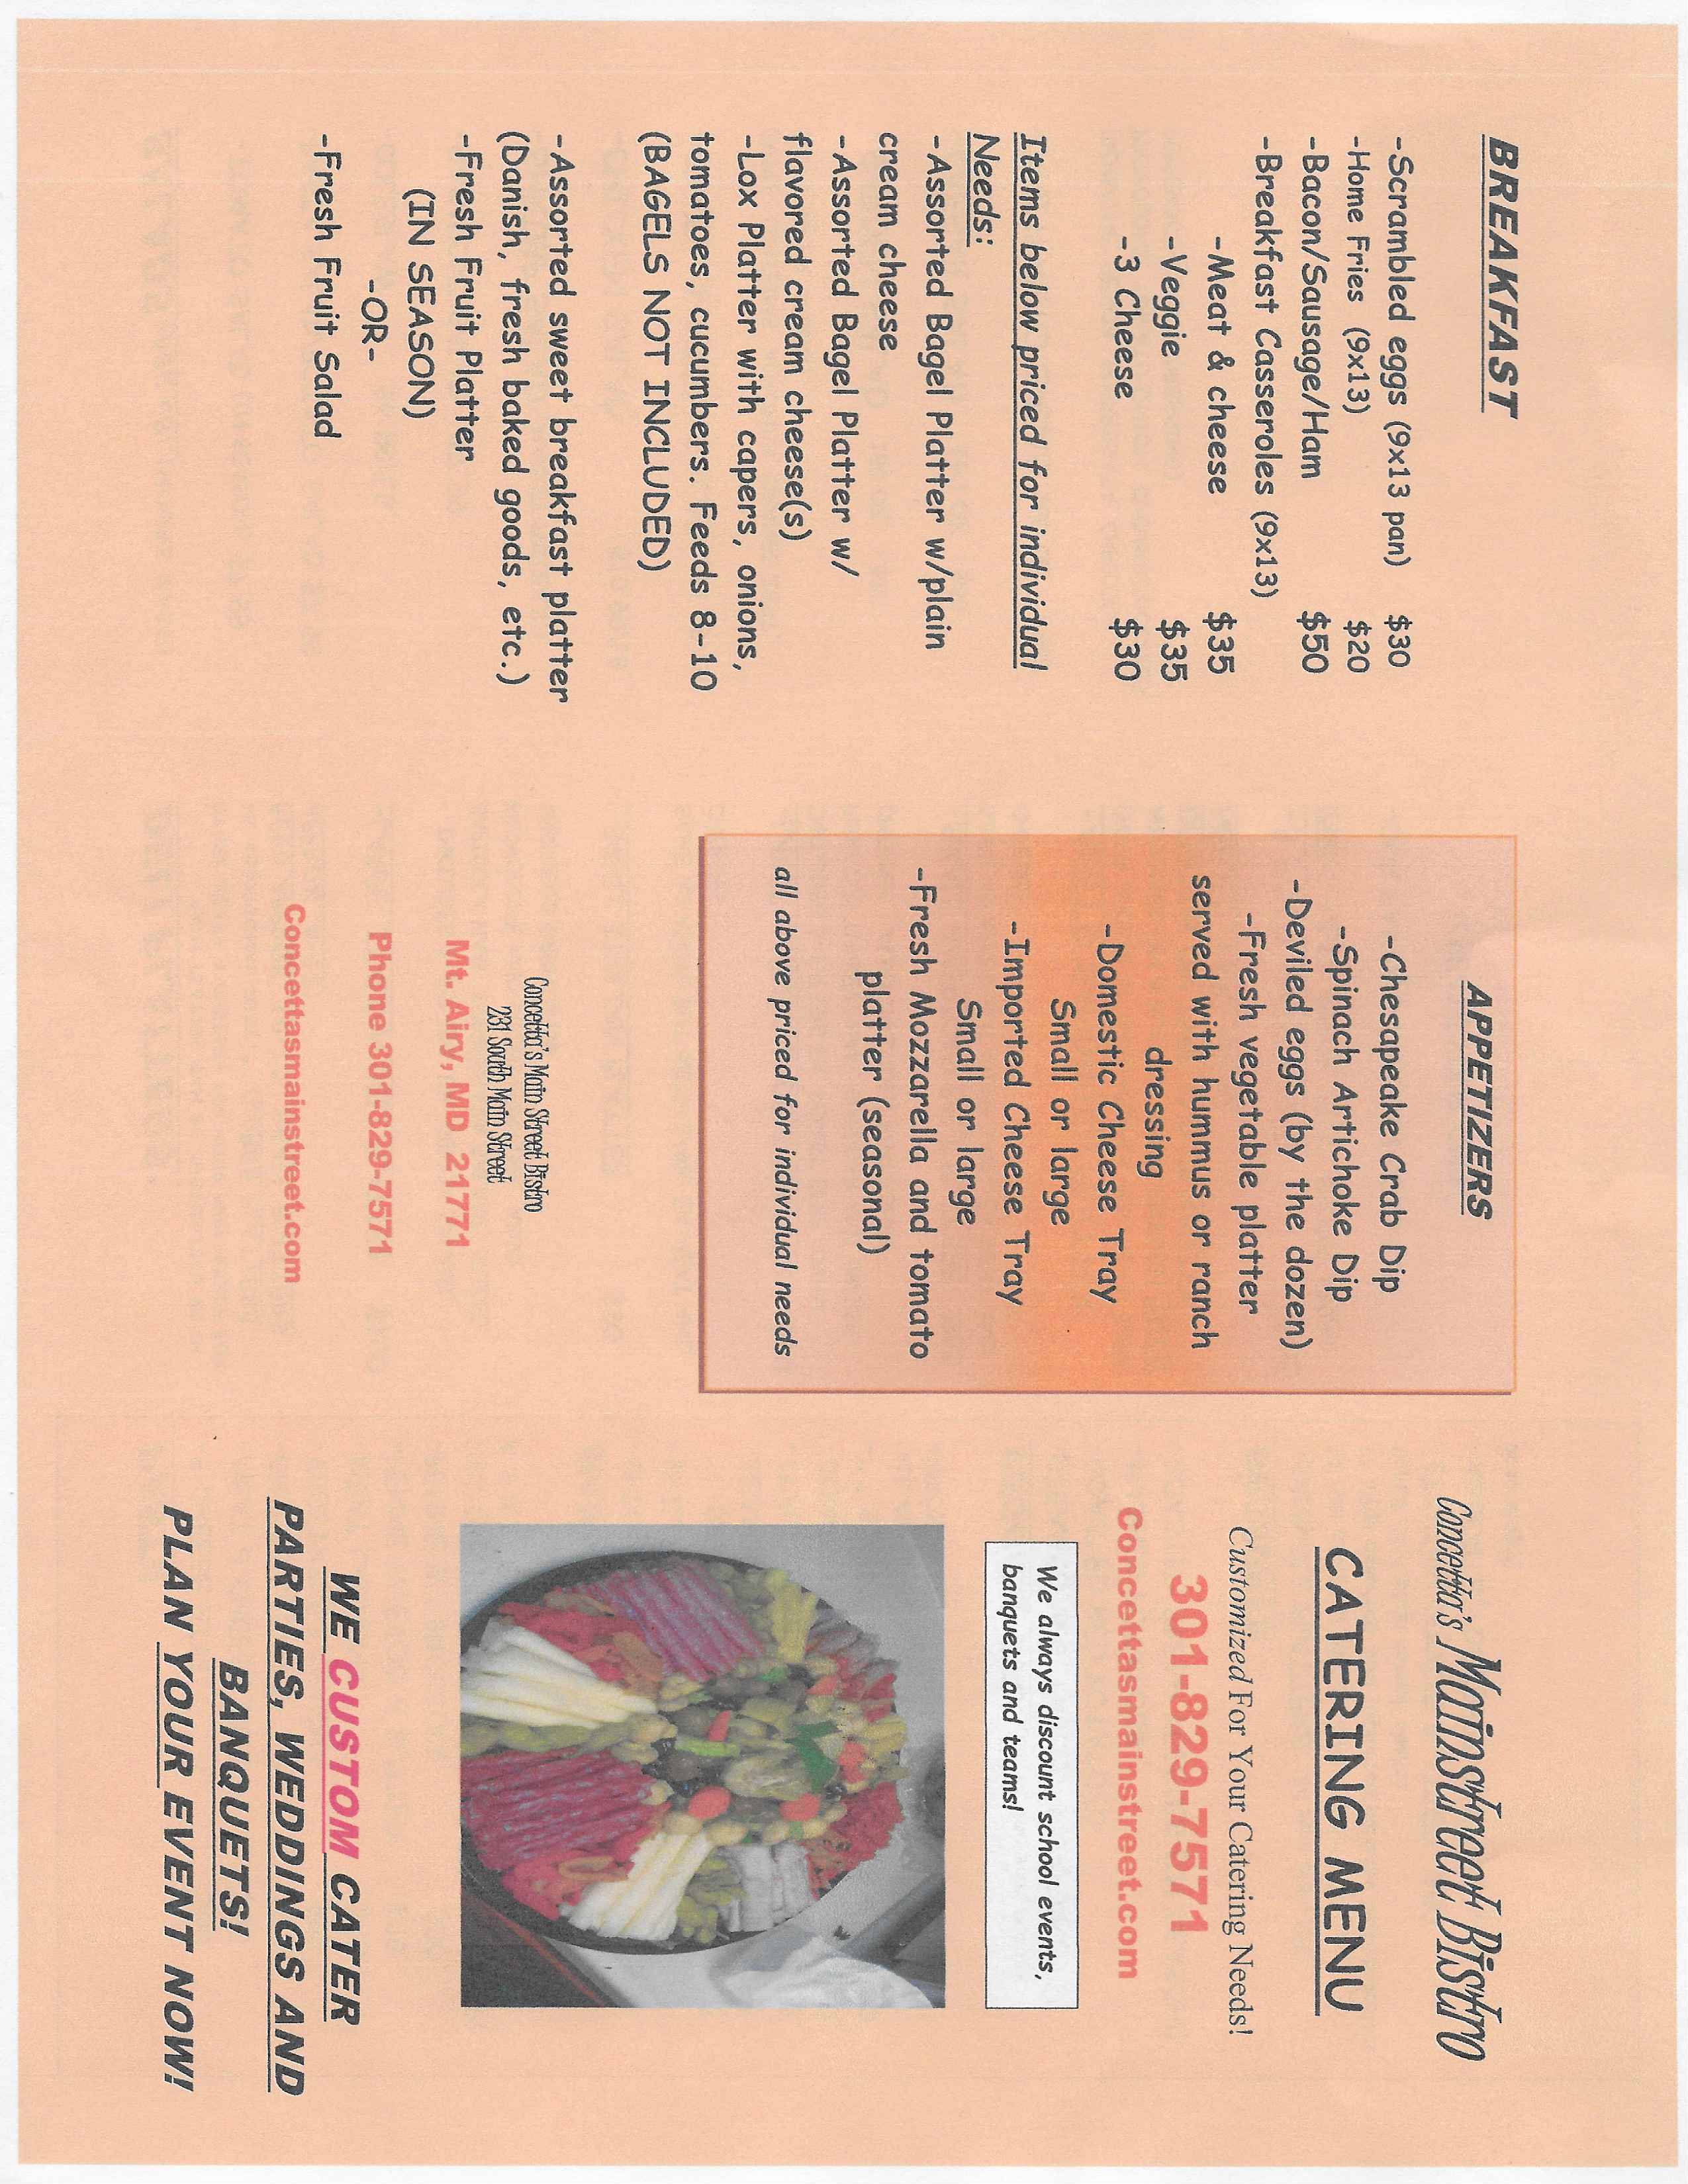 BREAKFAST
-Scrambled eggs (9x13 pan) $30
-Home Fries (9x13) $20
-Bacon/Sausage/Ham $50
-Breakfast Casseroles (9x13)
-Meat & cheese $35
-Veggie $35
-3 Cheese $30
Items below priced for individual
Needs:
-Assorted Bagel Platter w/plain
cream cheese
-Assorted Bagel Platter w/
flavored cream cheese(s)
-Lox Platter with capers, onions,
tomatoes, cucumbers. Feeds 8-10
(BAGELS NOT INCLUDED)
-Assorted sweet breakfast platter
(Danish, fresh baked goods, etc.)
-Fresh Fruit Platter
(IN SEASON)
-OR-
-Fresh Fruit Salad
APPETIZERS
-Chesapeake Crab Dip
-Spinach Artichoke Dip
-Deviled eggs (by the dozen)
-Fresh vegetable platter
served with hummus or ranch
dressing
-Domestic Cheese Tray
Small or large
-Imported Cheese Tray
Small or large
-Fresh Mozzarella and tomato
platter (seasonal)
all above priced for individual needs
Concetta's Main Street Bistro
231 South Main Street
Mt. Airy, MD 21771
Phone 301-829-7571
Concettasmainstreet.com
Concetta's Mainstreet Bistro
CATERING MENU
Customized For Your Catering Needs!
301-829-7571
Concettasmainstreet.com
We always discount school events,
banquets and teams!
WE CUSTOM CATER
PARTIES, WEDDINGS AND
BANQUETS!
PLAN YOUR EVENT NOW!